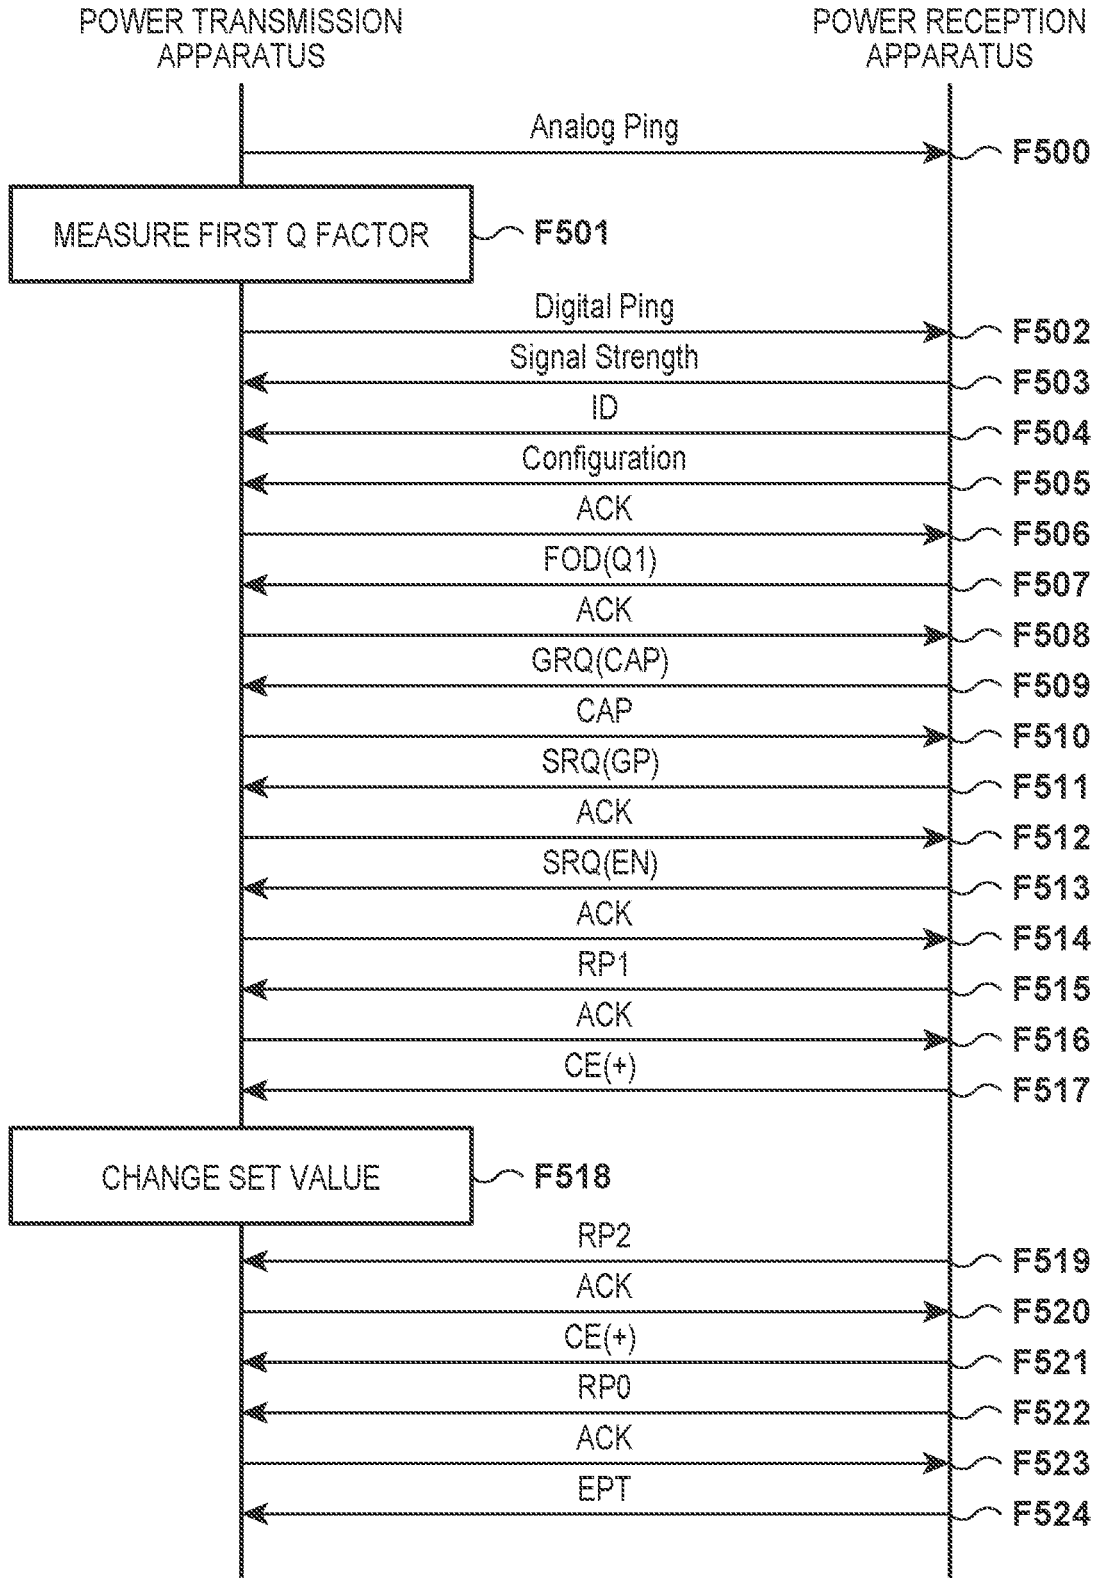 POWER TRANSMISSION
APPARATUS
POWER RECEPTION
APPARATUS
Analog Ping
F500
MEASURE FIRST Q FACTOR
F501
Digital Ping
F502
Signal Strength
F503
ID
F504
Configuration
F505
ACK
F506
FOD(Q1)
F507
ACK
F508
GRQ(CAP)
F509
CAP
F510
SRQ(GP)
F511
ACK
F512
SRQ(EN)
F513
ACK
F514
RP1
F515
ACK
F516
CE(+)
F517
CHANGE SET VALUE
F518
RP2
F519
ACK
F520
CE(+)
F521
RP0
F522
ACK
F523
EPT
F524